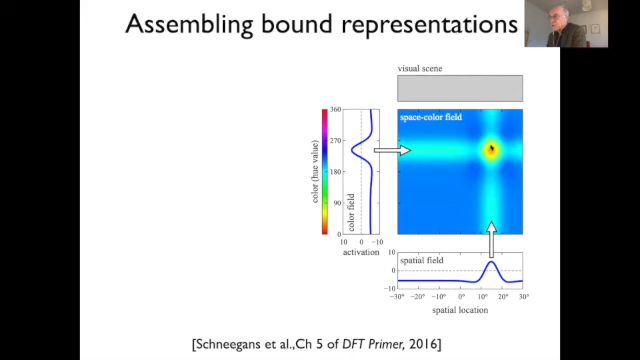 Assembling bound representations
visual scene
space-color field
360
270
180
90
0
color (hue value)
color field
10 0 −10
activation
10
0
−10
spatial field
−30° −20° −10° 0° 10° 20° 30°
spatial location
[Schneegans et al.,Ch 5 of DFT Primer, 2016]